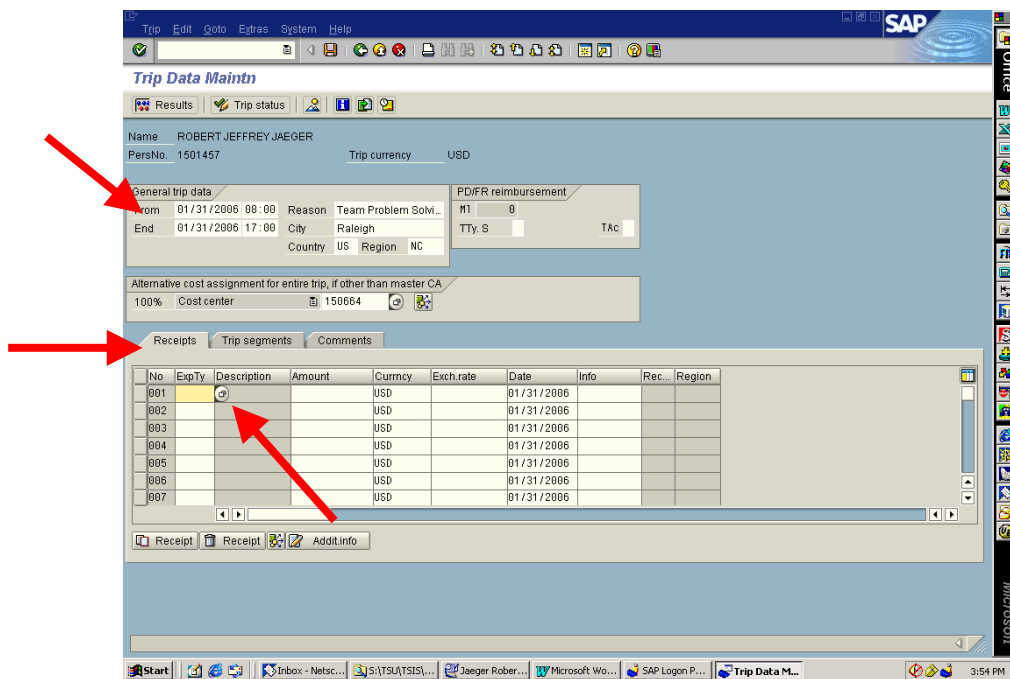 Trip Edit Goto Extras System Help
SAP
Trip Data Maintn
Results Trip status
Name ROBERT JEFFREY JAEGER
PersNo. 1501457 Trip currency USD
General trip data PD/FR reimbursement
From 01/31/2006 08:00 Reason Team Problem Solvi... M1 0
End 01/31/2006 17:00 City Raleigh TTy. S TAc
Country US Region NC
Alternative cost assignment for entire trip, if other than master CA
100% Cost center 150664
Receipts Trip segments Comments
No ExpTy Description Amount Currncy Exch.rate Date Info Rec... Region
001 USD 01/31/2006
002 USD 01/31/2006
003 USD 01/31/2006
004 USD 01/31/2006
005 USD 01/31/2006
006 USD 01/31/2006
007 USD 01/31/2006
Receipt Receipt Addit.info
Start Inbox - Netsc... S:\TSU\TSIS\... Jaeger Rober... Microsoft Wo... SAP Logon P... Trip Data M... 3:54 PM
Office
Microsoft